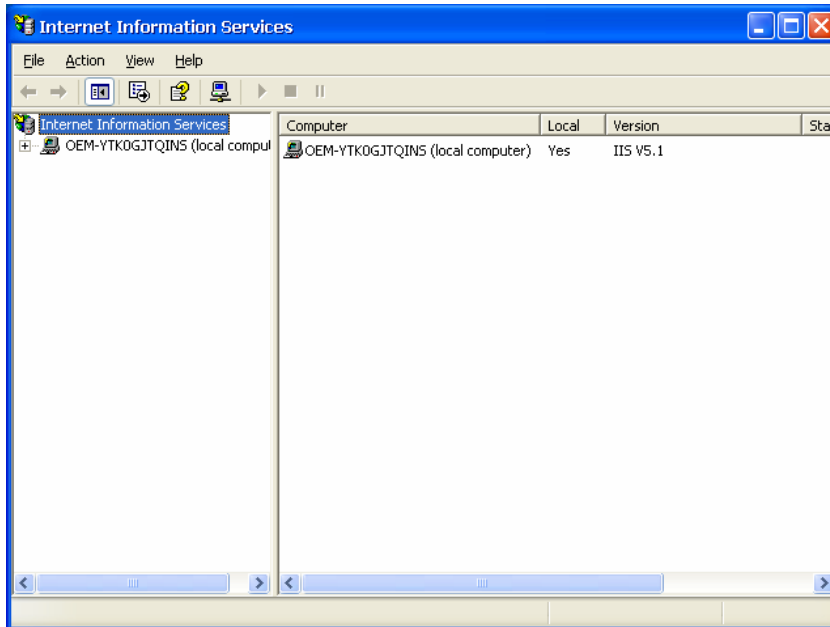 Internet Information Services
File Action View Help
Internet Information Services
OEM-YTK0GJTQINS (local comput
Computer Local Version Sta
OEM-YTK0GJTQINS (local computer) Yes IIS V5.1